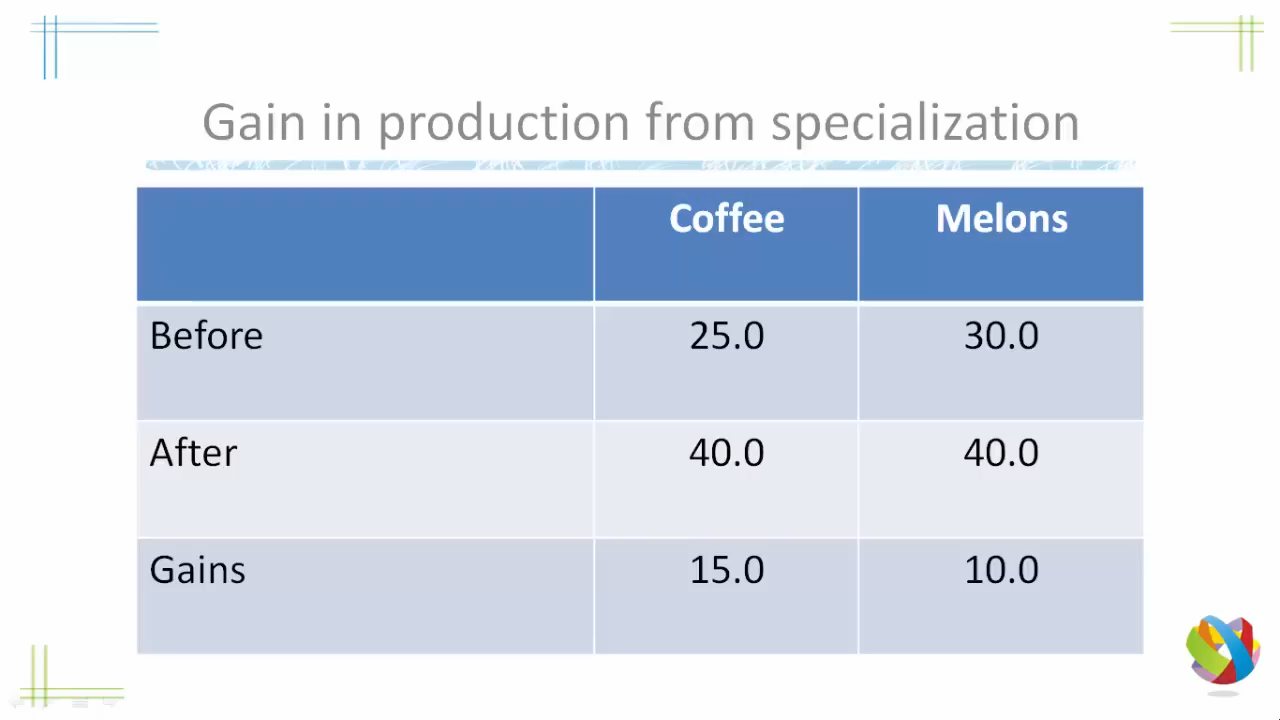 Gain in production from specialization
Coffee Melons
Before 25.0 30.0
After 40.0 40.0
Gains 15.0 10.0